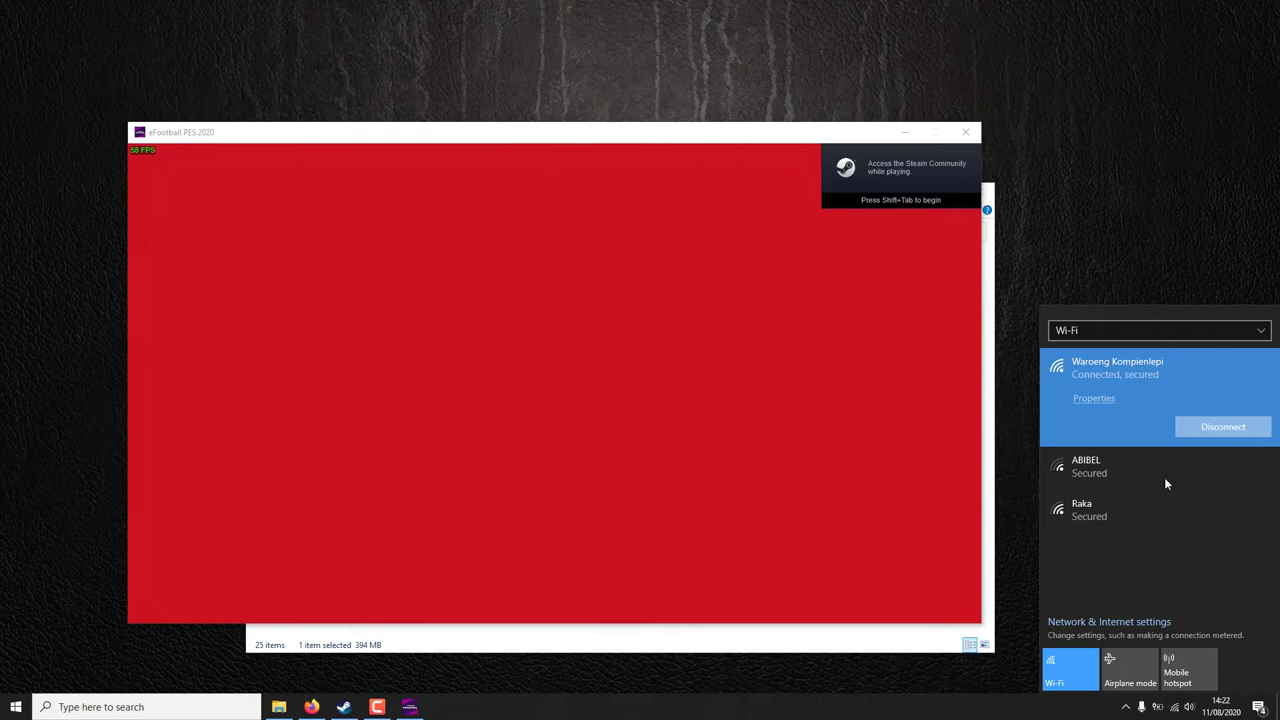 eFootball PES 2020
58 FPS
Access the Steam Community
while playing.
Press Shift+Tab to begin
Wi-Fi
Waroeng Kompienlepi
Connected, secured
Properties
Disconnect
ABIBEL
Secured
Raka
Secured
Network & Internet settings
Change settings, such as making a connection metered.
Wi-Fi
Airplane mode
Mobile
hotspot
25 items 1 item selected 394 MB
Type here to search
14:22
11/08/2020